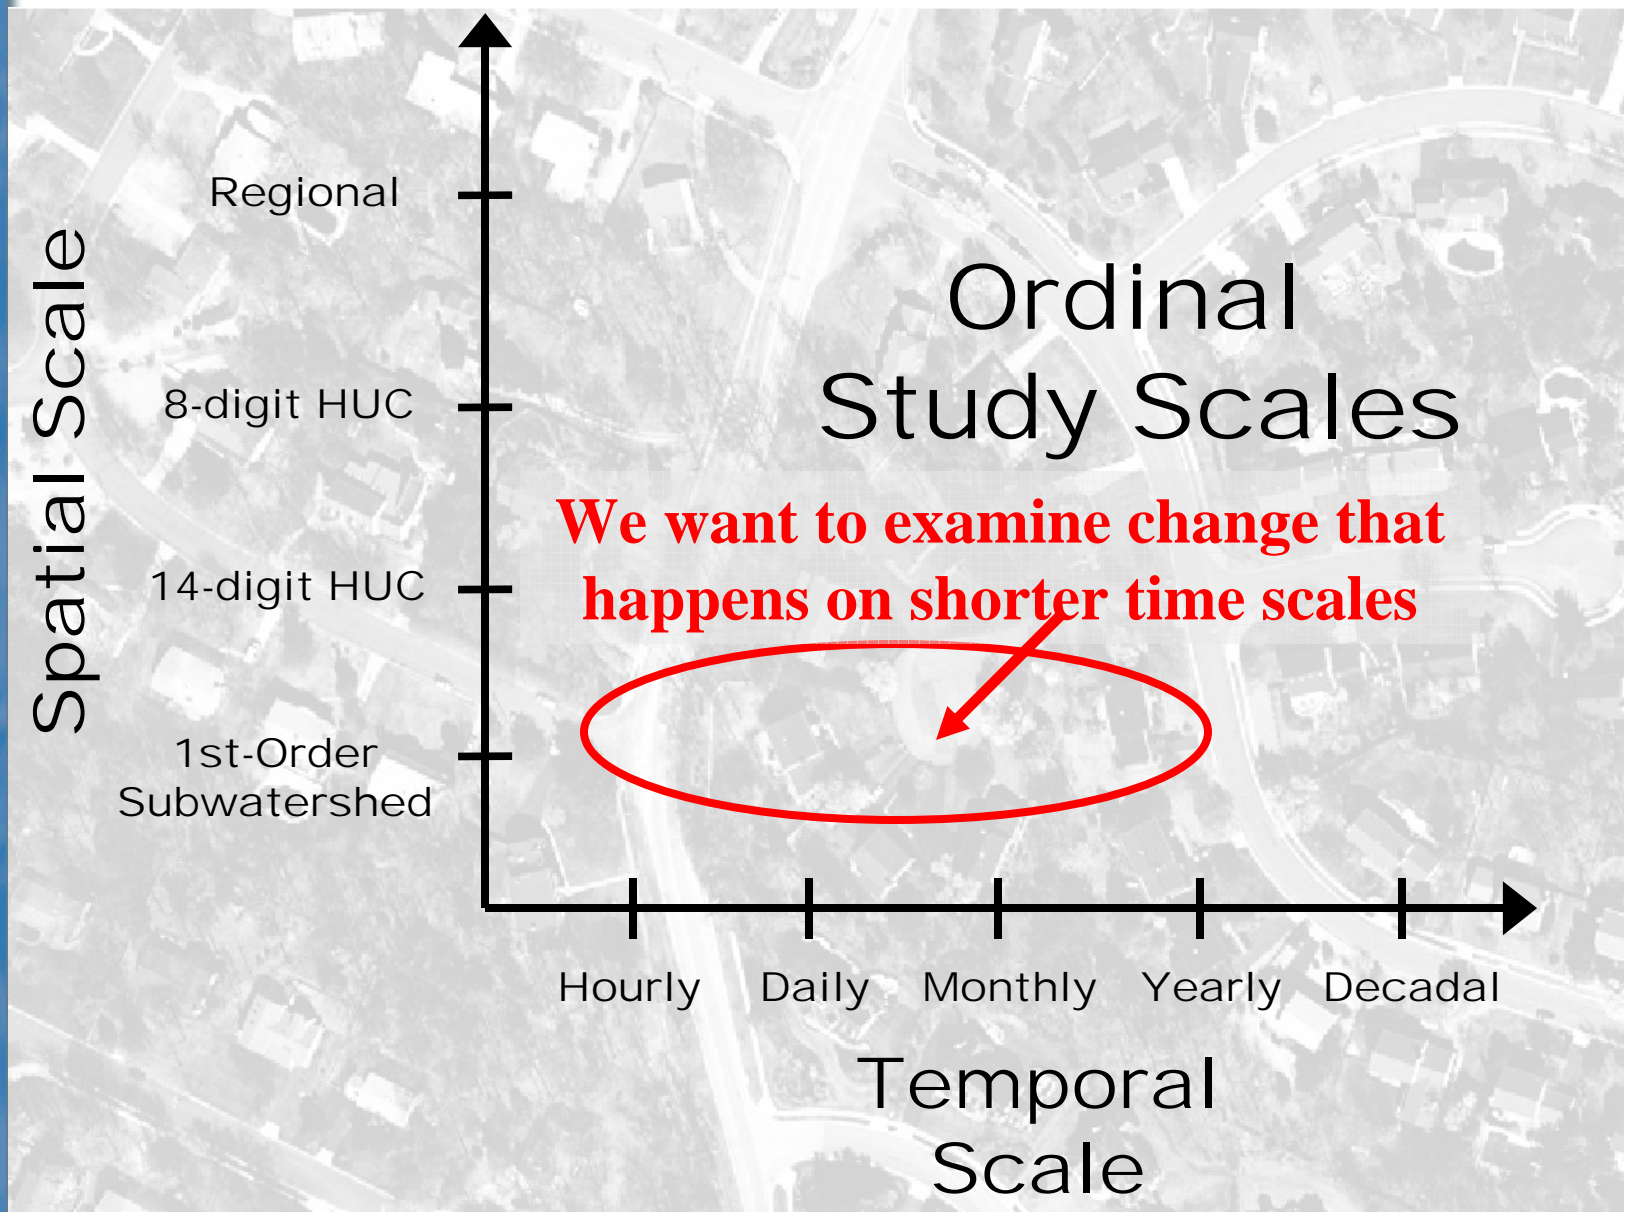 Spatial Scale
Regional
8-digit HUC
14-digit HUC
1st-Order
Subwatershed
Ordinal
Study Scales
We want to examine change that
happens on shorter time scales
Hourly Daily Monthly Yearly Decadal
Temporal
Scale